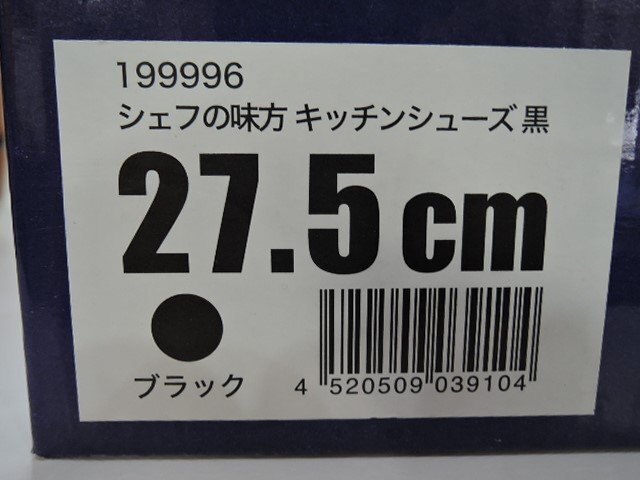 199996
シェフの味方 キッチンシューズ 黒
27.5cm
ブラック
4 520509 039104